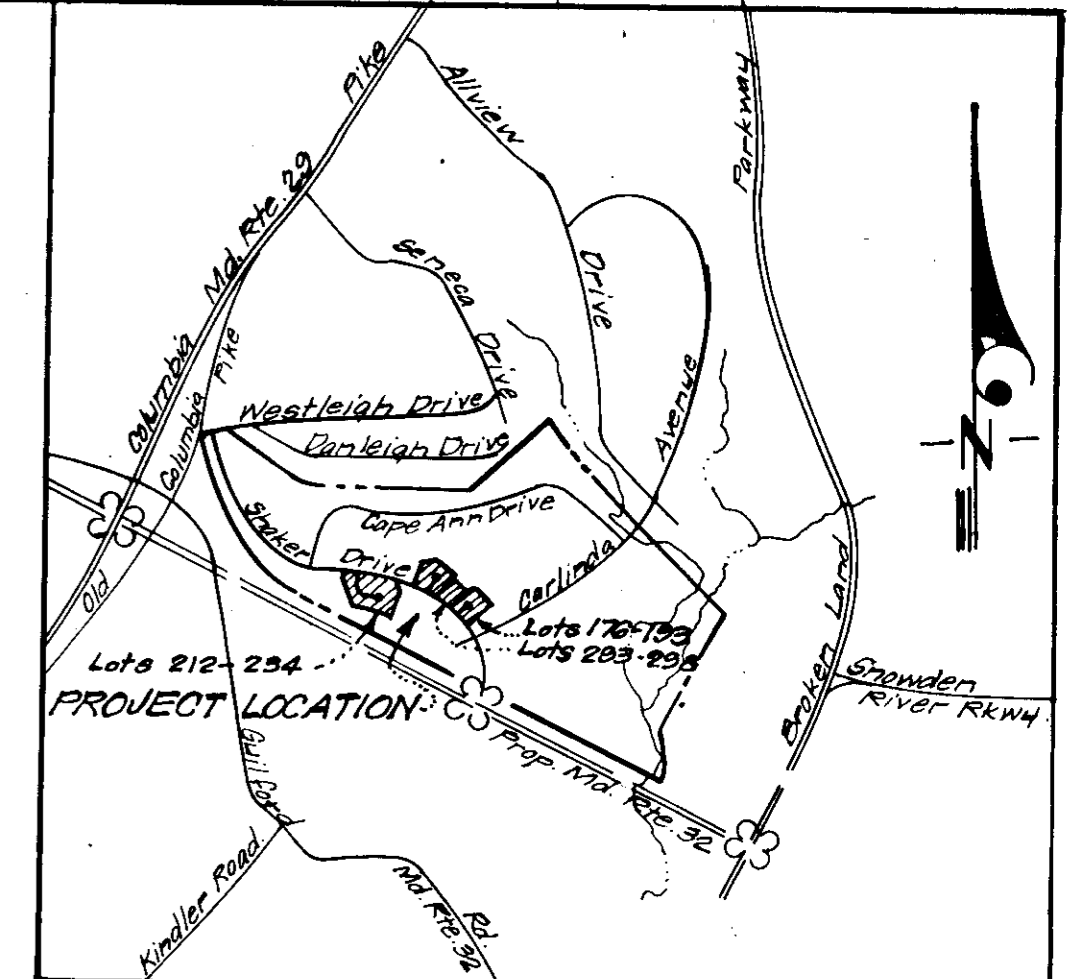 Columbia Pike
Md. Rte. 29
Allview Drive
Parkway
Seneca Drive
Old Columbia Pike
Westleigh Drive
Danleigh Drive
Avenue
Shaker Drive
Cape Ann Drive
Carlinda
N
Lots 176-193
Lots 283-298
Lots 212-234
PROJECT LOCATION
Broken Land
Snowden
River Rkwy.
Prop. Md. Rte. 32
Guilford
Kindler Road.
Md. Rte. 32
Rd.